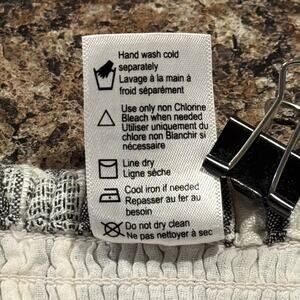 Hand wash cold
separately
Lavage à la main à
froid séparément
Use only non Chlorine
Bleach when needed
Utiliser uniquement du
chlore non Blanchir si
nécessaire
Line dry
Ligne sèche
Cool iron if needed
Repasser au fer au
besoin
Do not dry clean
Ne pas nettoyer à sec